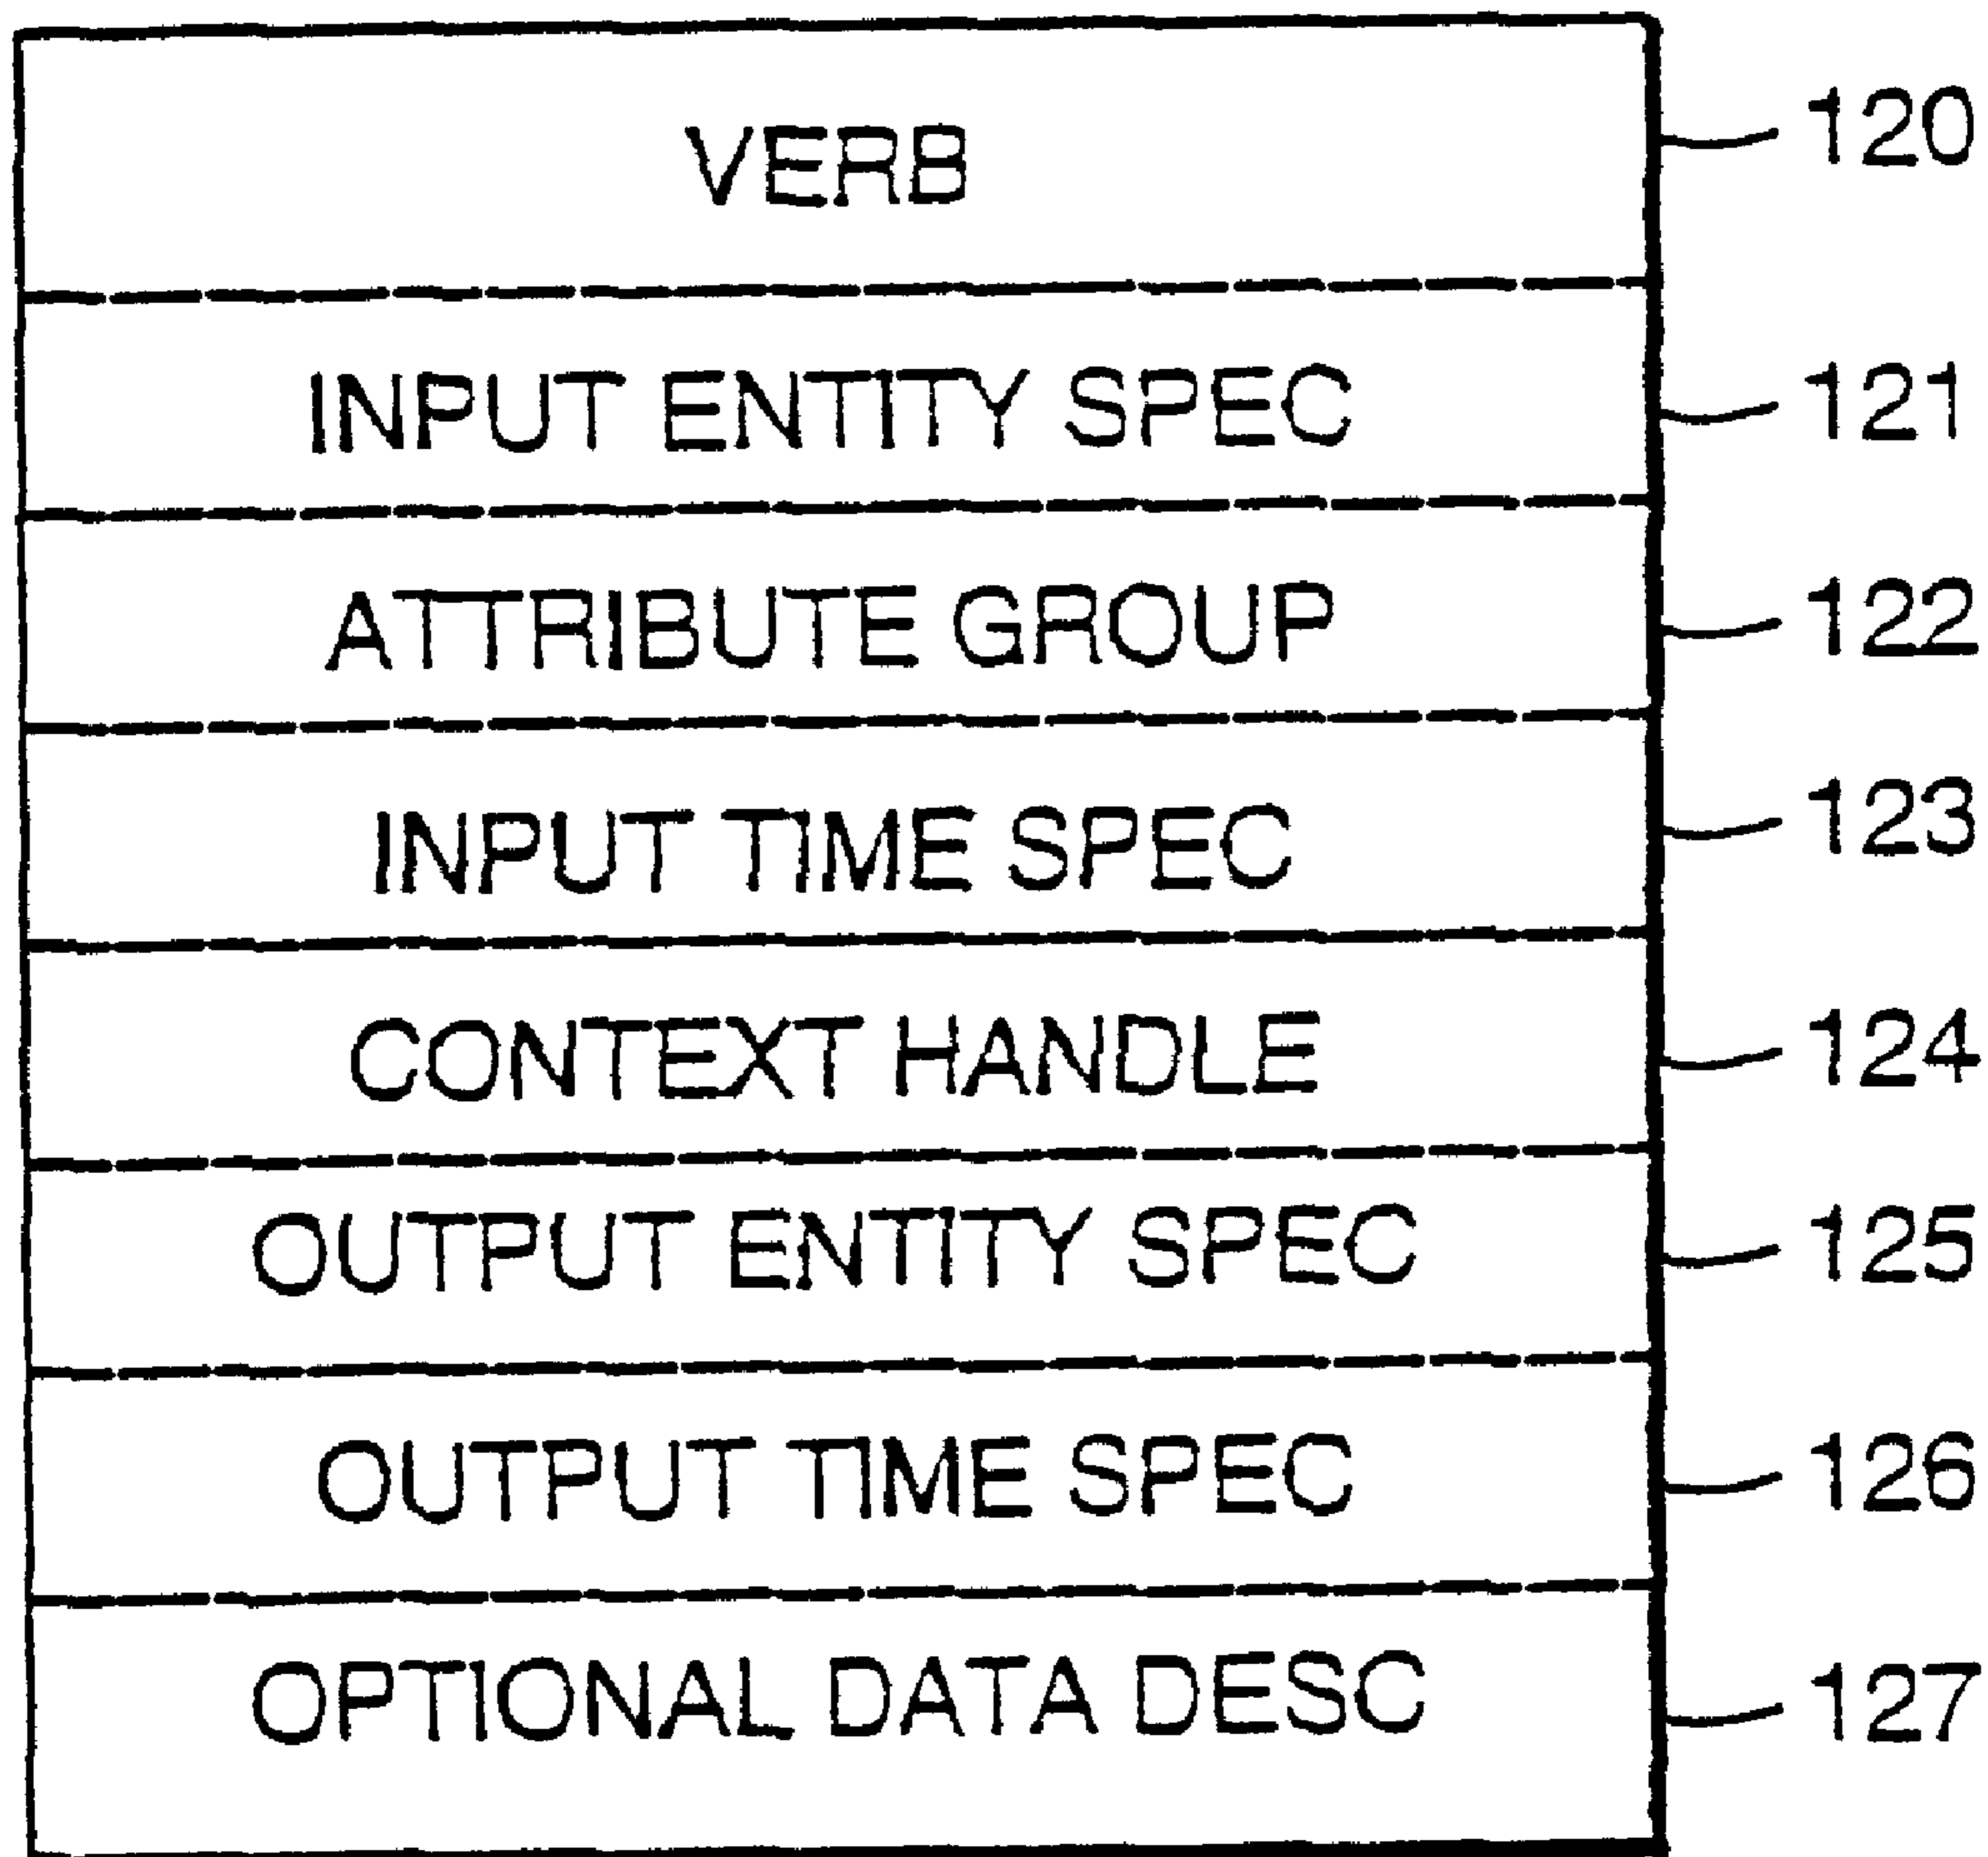 VERB 120
INPUT ENTITY SPEC 121
ATTRIBUTE GROUP 122
INPUT TIME SPEC 123
CONTEXT HANDLE 124
OUTPUT ENTITY SPEC 125
OUTPUT TIME SPEC 126
OPTIONAL DATA DESC 127